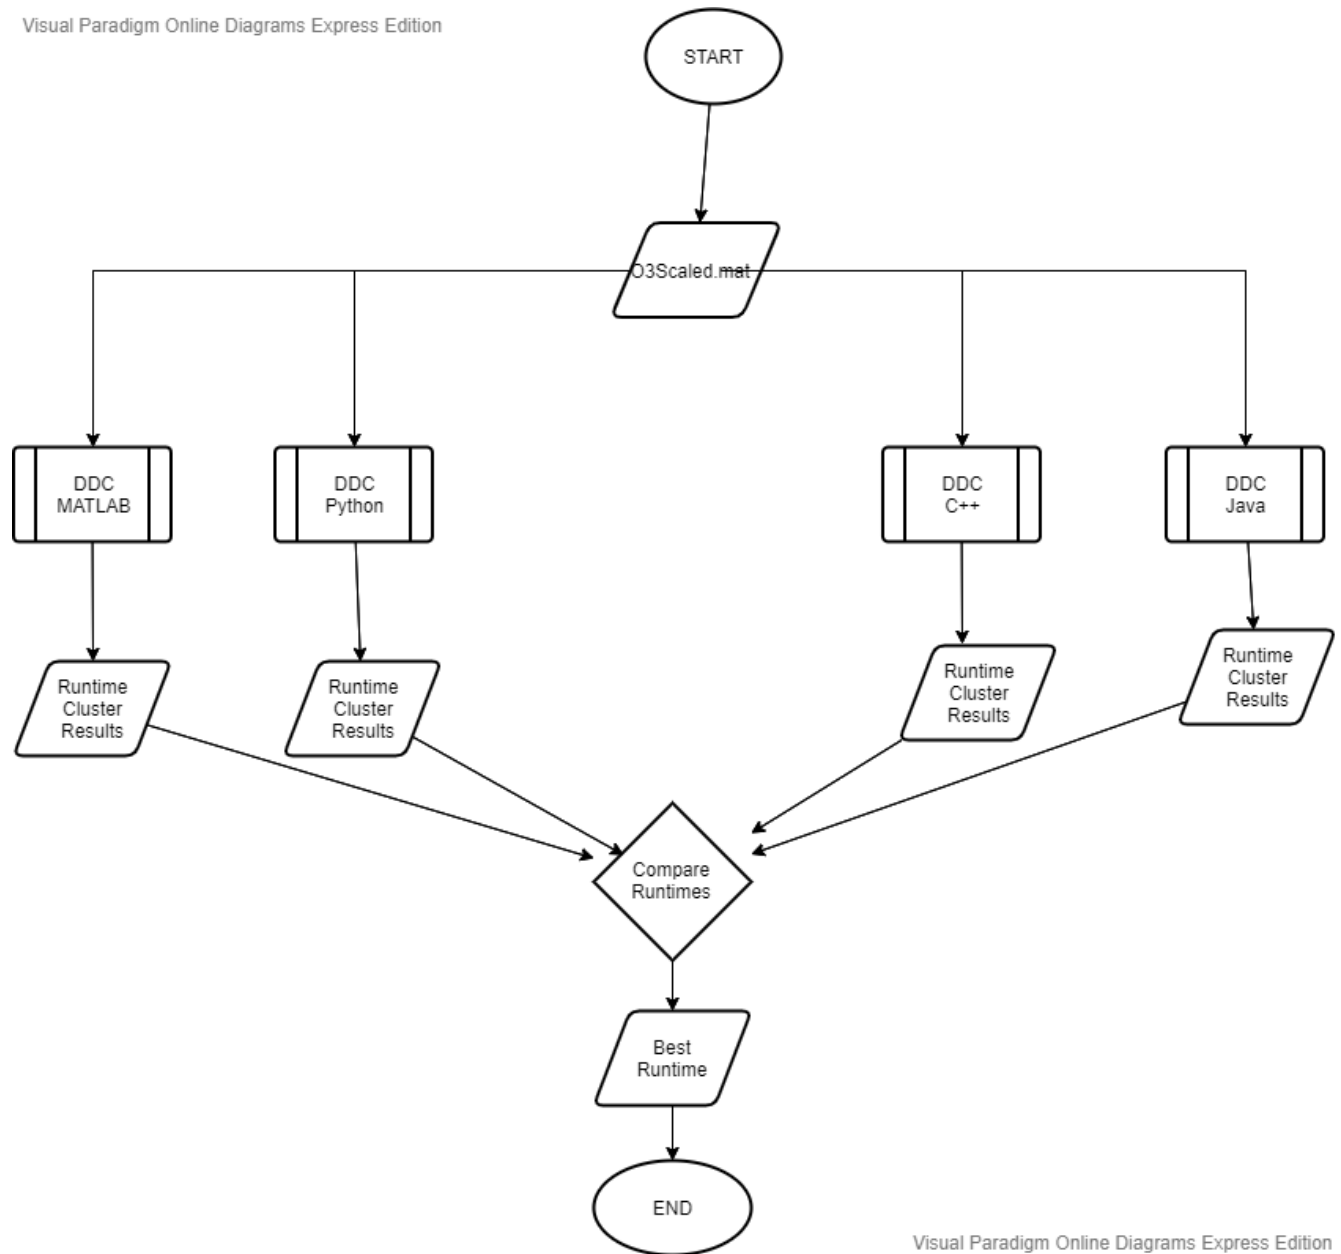 Visual Paradigm Online Diagrams Express Edition
START
O3Scaled.mat
DDC
MATLAB
DDC
Python
DDC
C++
DDC
Java
Runtime
Cluster
Results
Runtime
Cluster
Results
Runtime
Cluster
Results
Runtime
Cluster
Results
Compare
Runtimes
Best
Runtime
END
Visual Paradigm Online Diagrams Express Edition